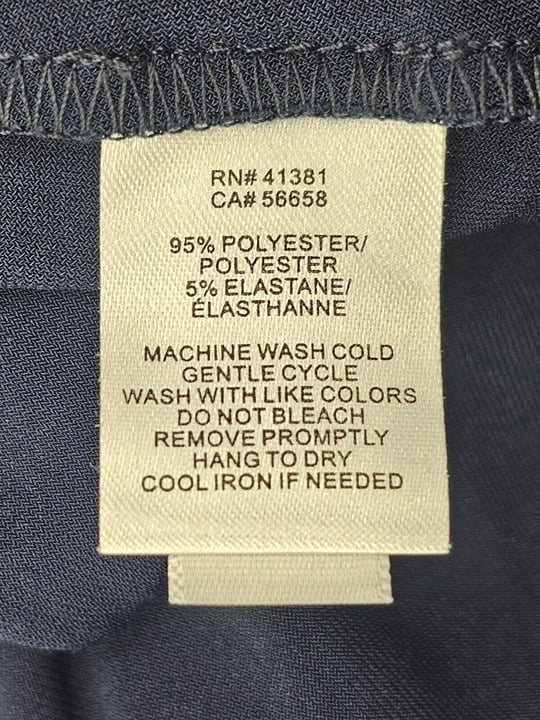 RN# 41381
CA# 56658
95% POLYESTER/
POLYESTER
5% ELASTANE/
ÉLASTHANNE
MACHINE WASH COLD
GENTLE CYCLE
WASH WITH LIKE COLORS
DO NOT BLEACH
REMOVE PROMPTLY
HANG TO DRY
COOL IRON IF NEEDED